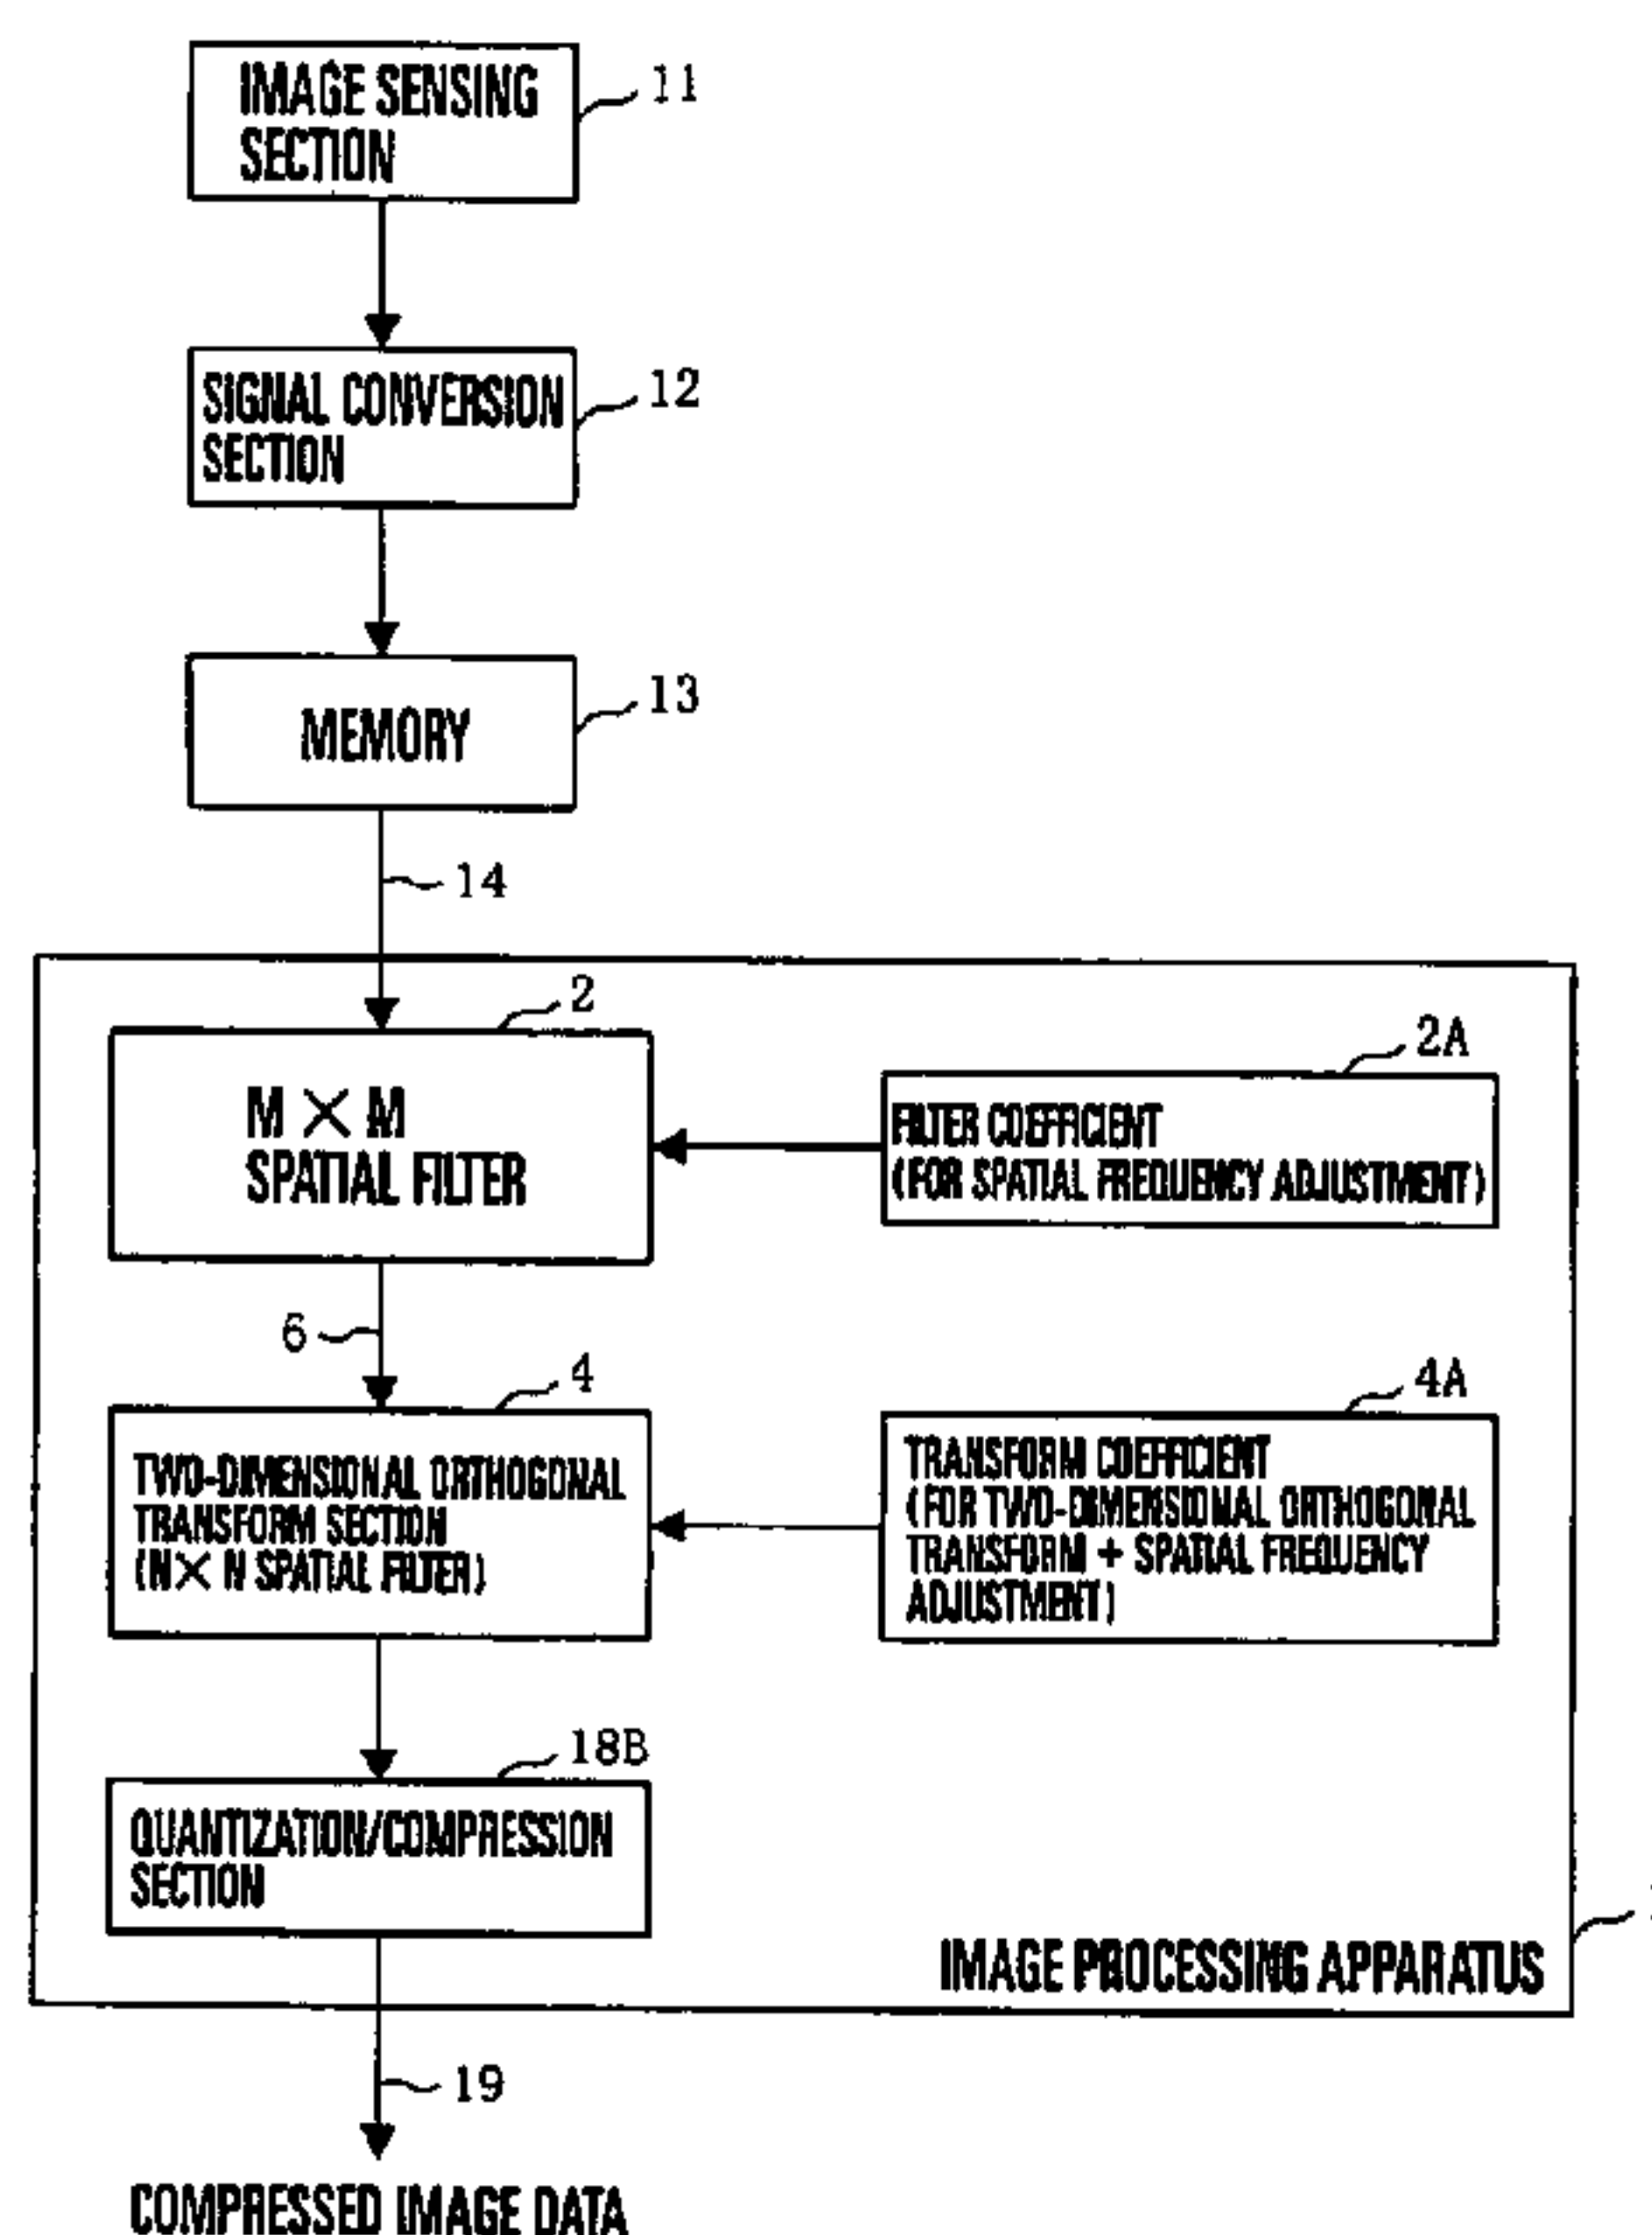 IMAGE SENSING
SECTION
11
SIGNAL CONVERSION
SECTION
12
MEMORY
13
14
2
M × M
SPATIAL FILTER
2A
FILTER COEFFICIENT
(FOR SPATIAL FREQUENCY ADJUSTMENT)
6
4
TWO-DIMENSIONAL ORTHOGONAL
TRANSFORM SECTION
(N × N SPATIAL FILTER)
4A
TRANSFORM COEFFICIENT
(FOR TWO-DIMENSIONAL ORTHOGONAL
TRANSFORM + SPATIAL FREQUENCY
ADJUSTMENT)
18B
QUANTIZATION/COMPRESSION
SECTION
IMAGE PROCESSING APPARATUS
19
COMPRESSED IMAGE DATA